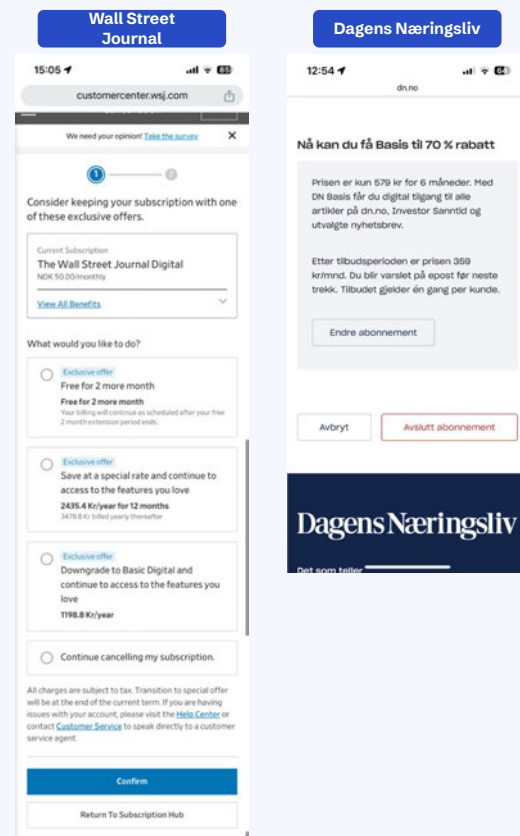 Wall Street
Journal
15:05
65
customercenter.wsj.com
We need your opinion! Take the survey
X
1
2
Consider keeping your subscription with one
of these exclusive offers.
Current Subscription
The Wall Street Journal Digital
NOK 50.00/monthly
View All Benefits
What would you like to do?
Exclusive offer
Free for 2 more month
Free for 2 more month
Your billing will continue as scheduled after your free
2 month extension period ends.
Exclusive offer
Save at a special rate and continue to
access to the features you love
2435.4 Kr/year for 12 months
3478.8 Kr billed yearly thereafter
Exclusive offer
Downgrade to Basic Digital and
continue to access to the features you
love
1198.8 Kr/year
Continue cancelling my subscription.
All charges are subject to tax. Transition to special offer
will be at the end of the current term. If you are having
issues with your account, please visit the Help Center or
contact Customer Service to speak directly to a customer
service agent.
Confirm
Return To Subscription Hub
Dagens Næringsliv
12:54
dn.no
Nå kan du få Basis til 70 % rabatt
Prisen er kun 579 kr for 6 måneder. Med
DN Basis får du digital tilgang til alle
artikler på dn.no, Investor Sanntid og
utvalgte nyhetsbrev.
Etter tilbudsperioden er prisen 359
kr/mnd. Du blir varslet på epost før neste
trekk. Tilbudet gjelder én gang per kunde.
Endre abonnement
Avbryt
Avslutt abonnement
Dagens Næringsliv
Det som teller